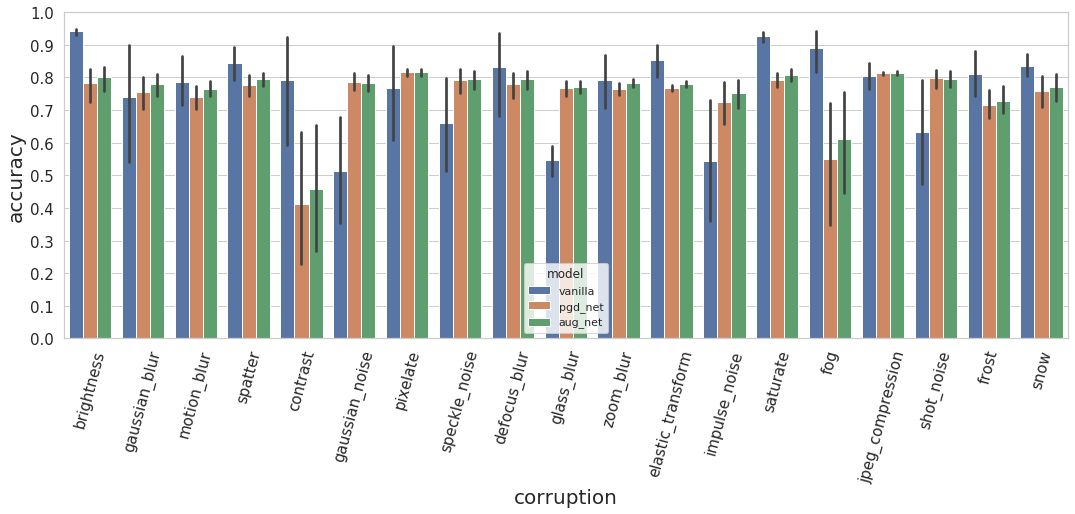 1.0
0.9
0.8
0.7
0.6
0.5
0.4
0.3
0.2
0.1
0.0
accuracy
model
vanilla
pgd_net
aug_net
brightness
gaussian_blur
motion_blur
spatter
contrast
gaussian_noise
pixelate
speckle_noise
defocus_blur
glass_blur
zoom_blur
elastic_transform
impulse_noise
saturate
fog
jpeg_compression
shot_noise
frost
snow
corruption